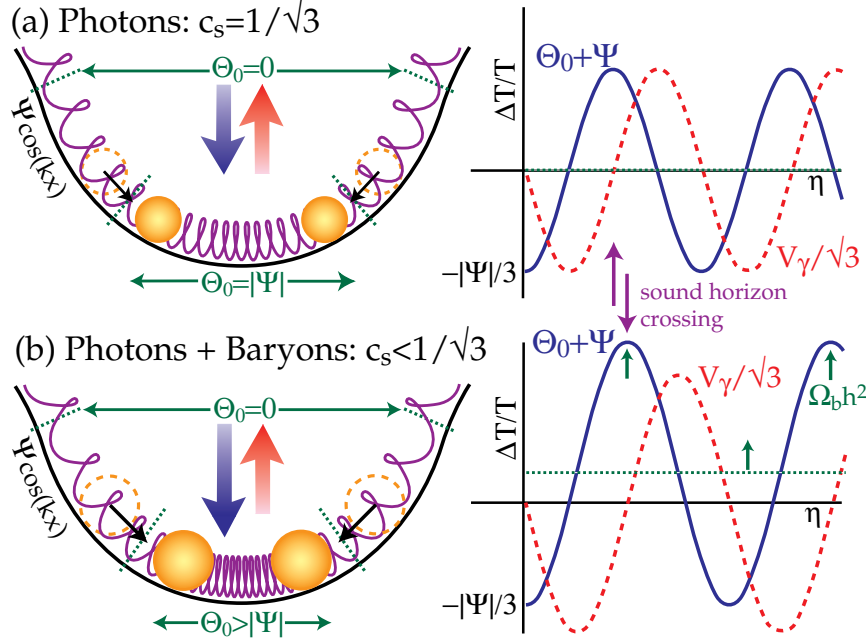 (a) Photons: cₛ=1/√3
Θ₀=0
Ψcos(kx)
Θ₀=|Ψ|
ΔT/T
Θ₀+Ψ
η
−|Ψ|/3
Vᵧ/√3
sound horizon
crossing
(b) Photons + Baryons: cₛ<1/√3
Θ₀=0
Ψcos(kx)
Θ₀>|Ψ|
ΔT/T
Θ₀+Ψ
Vᵧ/√3
Ω_bh²
η
−|Ψ|/3